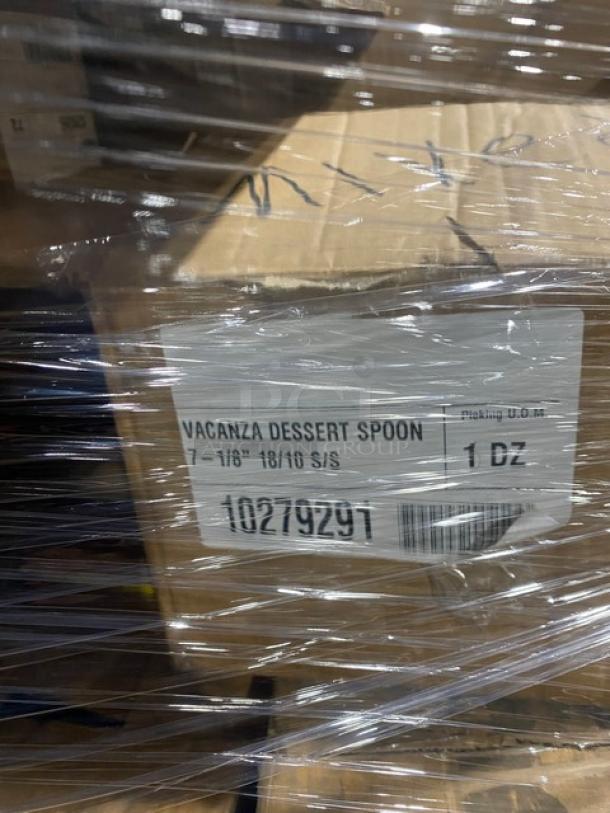 VACANZA DESSERT SPOON
7-1/8" 18/10 S/S
Picking U.O.M
1 DZ
10279291